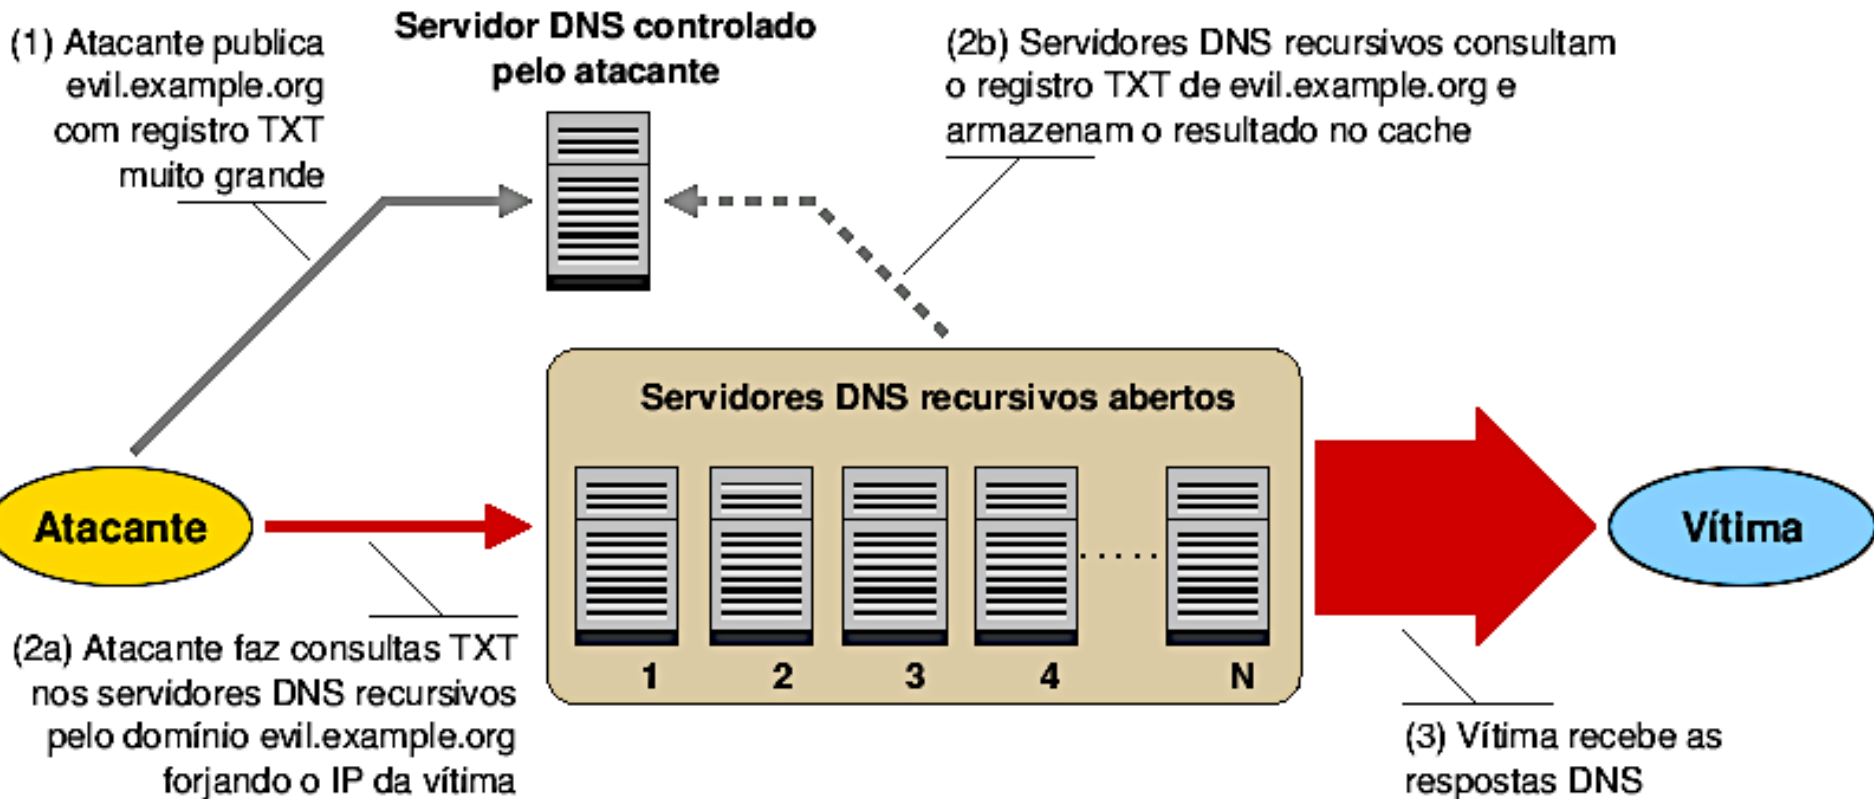 (1) Atacante publica
evil.example.org
com registro TXT
muito grande
Servidor DNS controlado
pelo atacante
(2b) Servidores DNS recursivos consultam
o registro TXT de evil.example.org e
armazenam o resultado no cache
Servidores DNS recursivos abertos
Atacante
Vítima
1 2 3 4 ..... N
(2a) Atacante faz consultas TXT
nos servidores DNS recursivos
pelo domínio evil.example.org
forjando o IP da vítima
(3) Vítima recebe as
respostas DNS